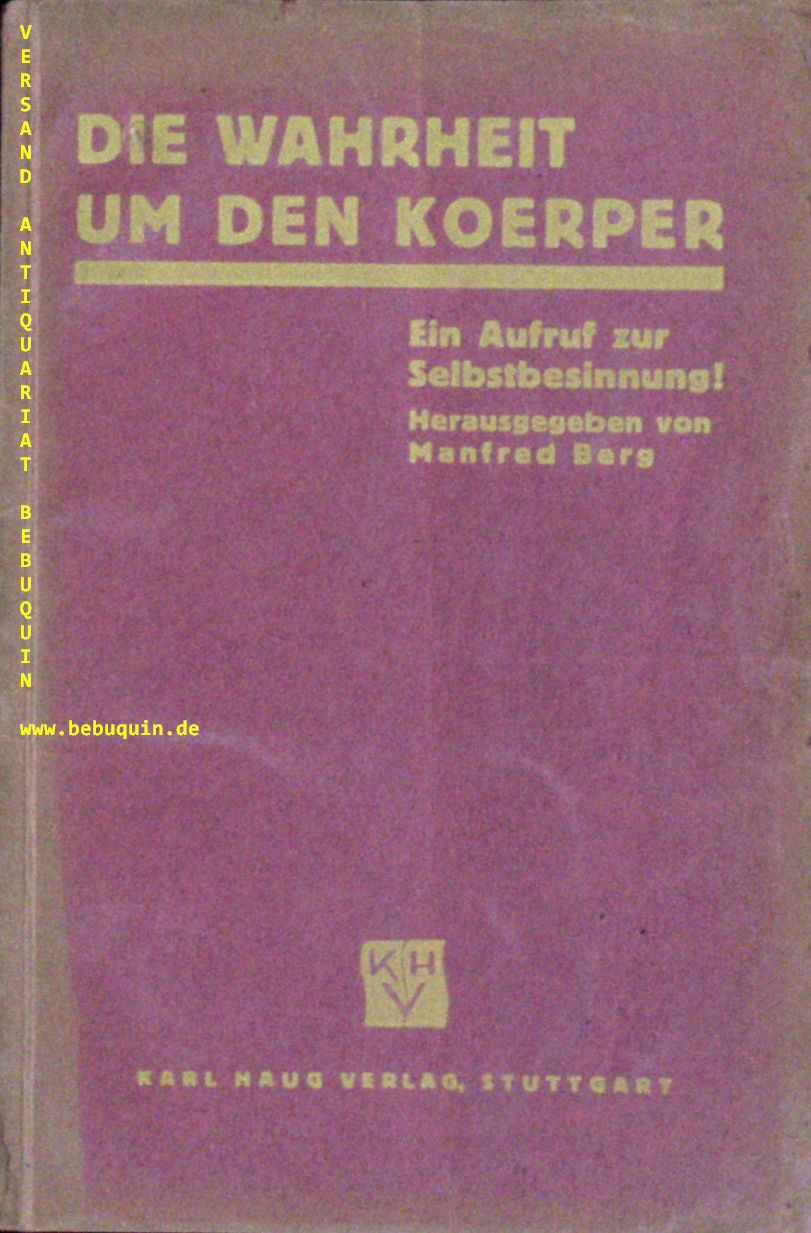 DIE WAHRHEIT
UM DEN KOERPER
Ein Aufruf zur
Selbstbesinnung!
Herausgegeben von
Manfred Berg
KHV
KARL HAUG VERLAG, STUTTGART
VERSAND ANTIQUARIAT BEBUQUIN
www.bebuquin.de